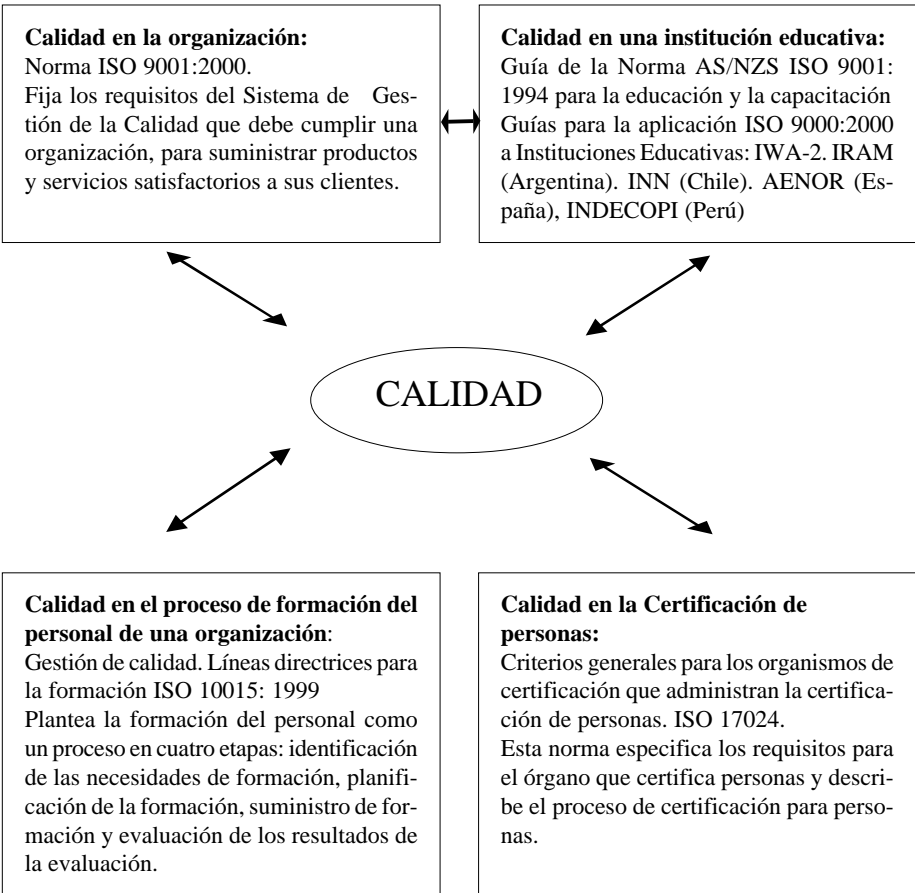 Calidad en la organización:
Norma ISO 9001:2000.
Fija los requisitos del Sistema de Ges-
tión de la Calidad que debe cumplir una
organización, para suministrar productos
y servicios satisfactorios a sus clientes.
Calidad en una institución educativa:
Guía de la Norma AS/NZS ISO 9001:
1994 para la educación y la capacitación
Guías para la aplicación ISO 9000:2000
a Instituciones Educativas: IWA-2. IRAM
(Argentina). INN (Chile). AENOR (Es-
paña), INDECOPI (Perú)
CALIDAD
Calidad en el proceso de formación del
personal de una organización:
Gestión de calidad. Líneas directrices para
la formación ISO 10015: 1999
Plantea la formación del personal como
un proceso en cuatro etapas: identificación
de las necesidades de formación, planifi-
cación de la formación, suministro de for-
mación y evaluación de los resultados de
la evaluación.
Calidad en la Certificación de
personas:
Criterios generales para los organismos de
certificación que administran la certifica-
ción de personas. ISO 17024.
Esta norma especifica los requisitos para
el órgano que certifica personas y descri-
be el proceso de certificación para perso-
nas.